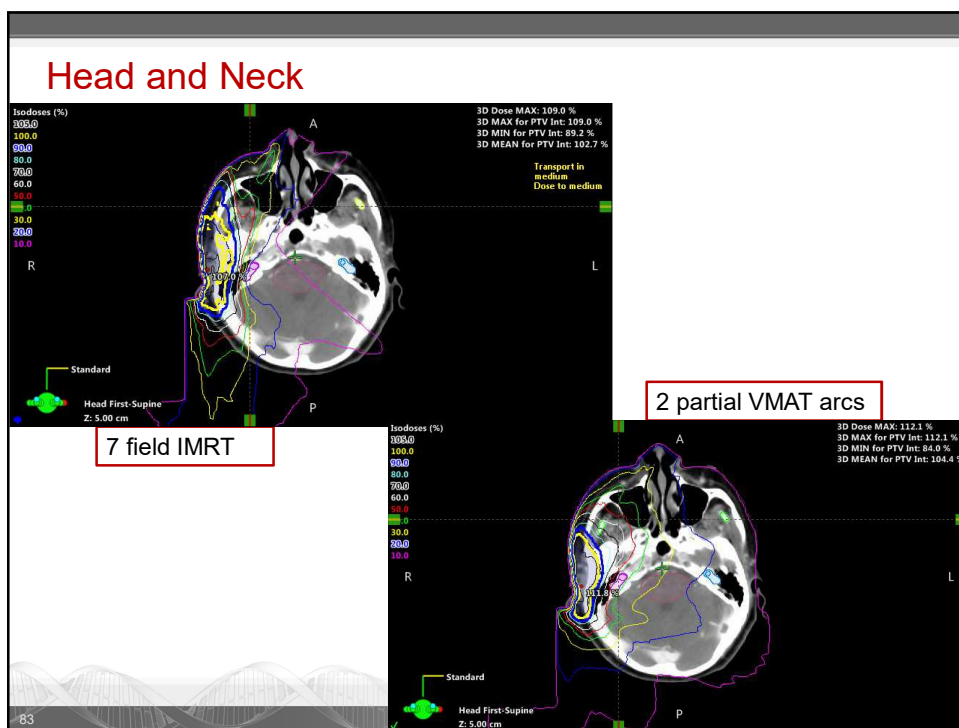 Head and Neck
Isodoses (%)
105.0
100.0
90.0
80.0
70.0
60.0
50.0
30.0
20.0
10.0
A
3D Dose MAX: 109.0 %
3D MAX for PTV Int: 109.0 %
3D MIN for PTV Int: 89.2 %
3D MEAN for PTV Int: 102.7 %
Transport in
medium
Dose to medium
R
107.0 %
L
Standard
Head First-Supine
Z: 5.00 cm
P
7 field IMRT
2 partial VMAT arcs
Isodoses (%)
105.0
100.0
90.0
80.0
70.0
60.0
50.0
30.0
20.0
10.0
A
3D Dose MAX: 112.1 %
3D MAX for PTV Int: 112.1 %
3D MIN for PTV Int: 84.0 %
3D MEAN for PTV Int: 104.4 %
R
111.8 %
L
Standard
Head First-Supine
Z: 5.00 cm
P
83